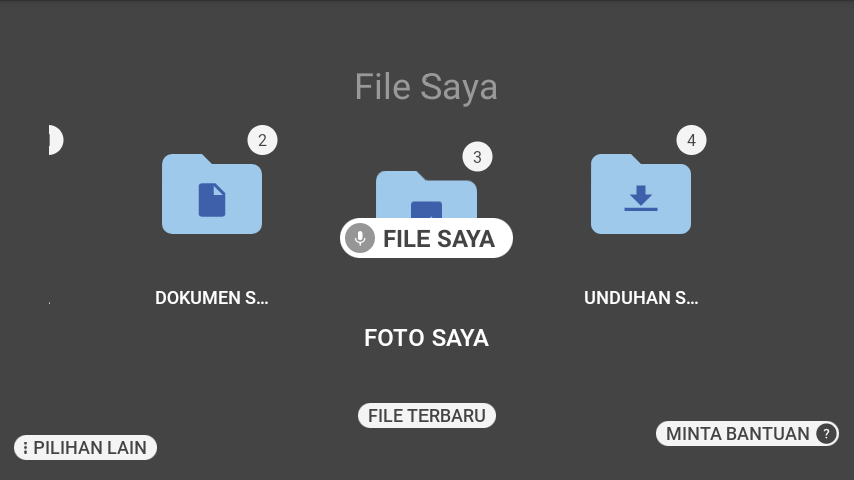 File Saya
2
3
4
FILE SAYA
DOKUMEN S...
UNDUHAN S...
FOTO SAYA
FILE TERBARU
PILIHAN LAIN
MINTA BANTUAN ?